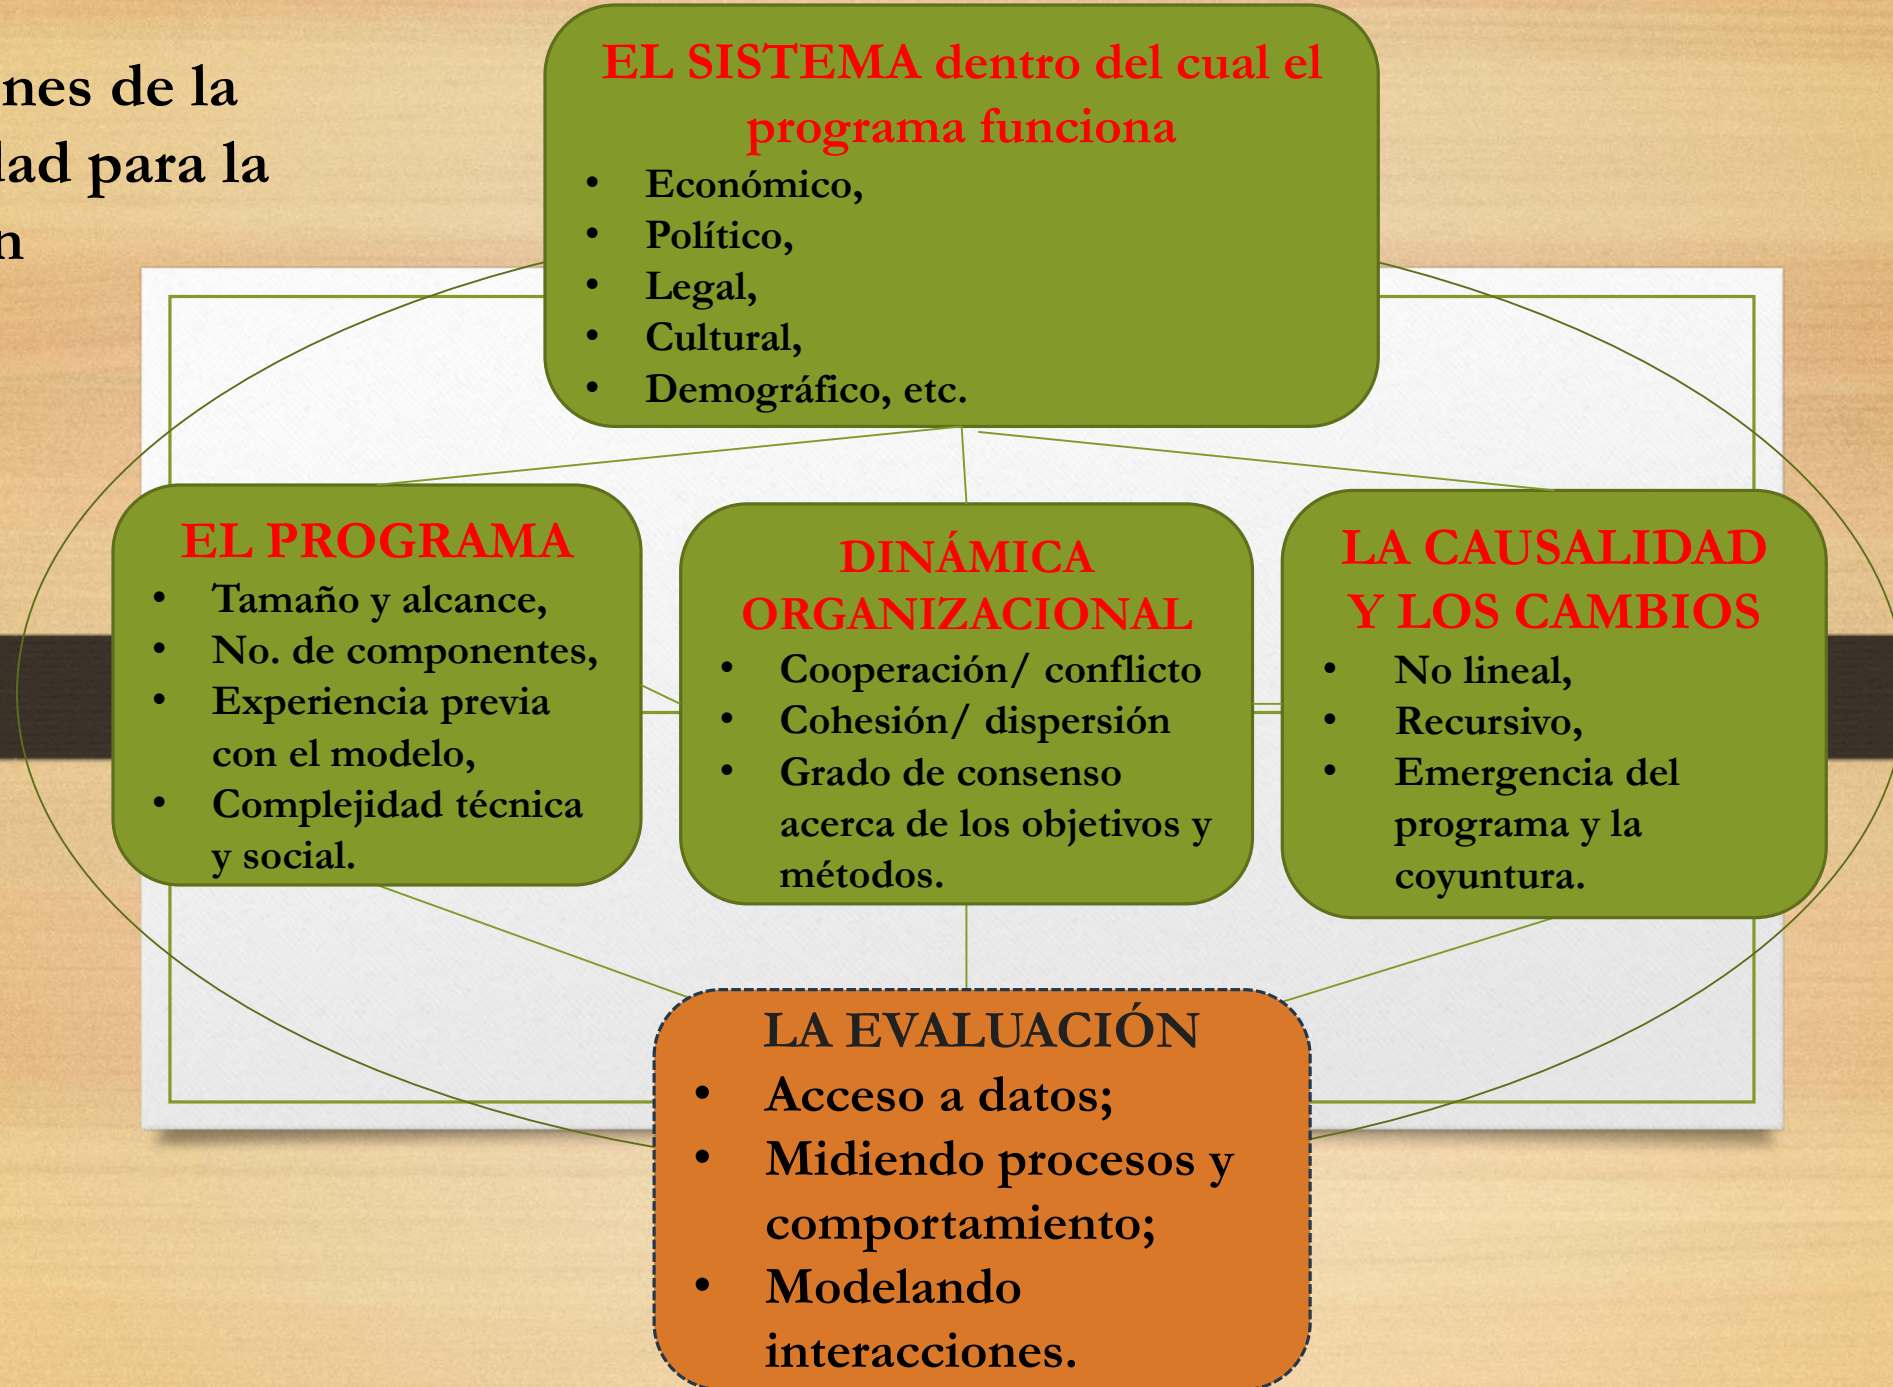 nes de la
dad para la
n
EL SISTEMA dentro del cual el
programa funciona
• Económico,
• Político,
• Legal,
• Cultural,
• Demográfico, etc.
EL PROGRAMA
• Tamaño y alcance,
• No. de componentes,
• Experiencia previa
con el modelo,
• Complejidad técnica
y social.
DINÁMICA
ORGANIZACIONAL
• Cooperación/ conflicto
• Cohesión/ dispersión
• Grado de consenso
acerca de los objetivos y
métodos.
LA CAUSALIDAD
Y LOS CAMBIOS
• No lineal,
• Recursivo,
• Emergencia del
programa y la
coyuntura.
LA EVALUACIÓN
• Acceso a datos;
• Midiendo procesos y
comportamiento;
• Modelando
interacciones.